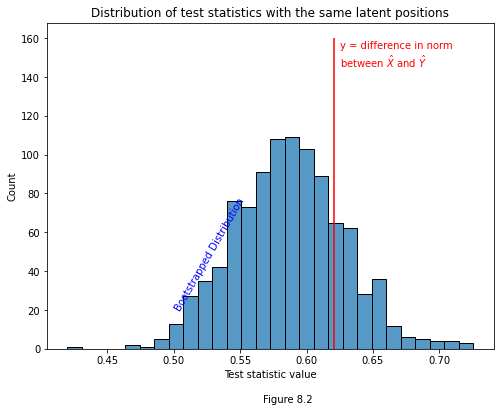 Distribution of test statistics with the same latent positions
y = difference in norm
between X̂ and Ŷ
Bootstrapped Distribution
Count
160
140
120
100
80
60
40
20
0
0.45 0.50 0.55 0.60 0.65 0.70
Test statistic value
Figure 8.2